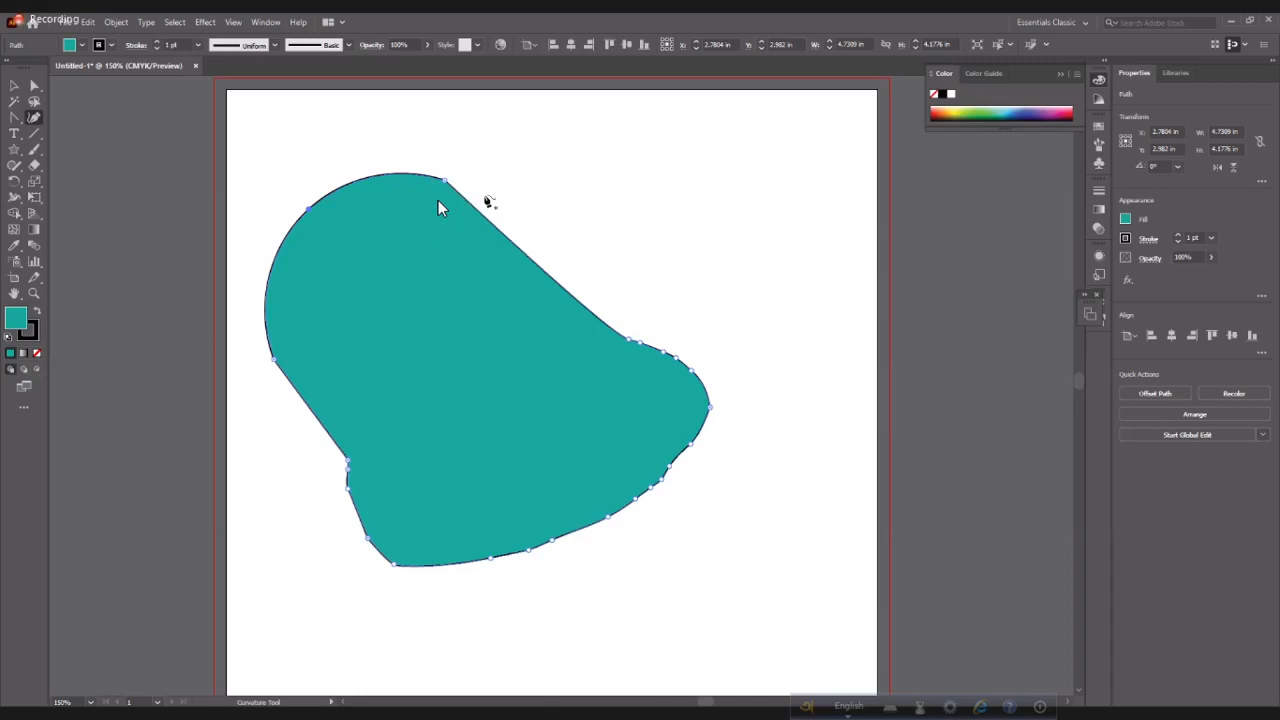 Recording
File Edit Object Type Select Effect View Window Help Essentials Classic Search Adobe Stock
Path Stroke: 1 pt Uniform Basic Opacity: 100% Style: X: 2.7804 in Y: 2.982 in W: 4.7309 in H: 4.1776 in
Untitled-1* @ 150% (CMYK/Preview)
Color Color Guide
Properties Libraries
Path
Transform
X: 2.7804 in W: 4.7309 in
Y: 2.982 in H: 4.1776 in
0°
Appearance
Fill
Stroke 1 pt
Opacity 100%
fx.
Align
Quick Actions
Offset Path Recolor
Arrange
Start Global Edit
150% 1 Curvature Tool
অ English